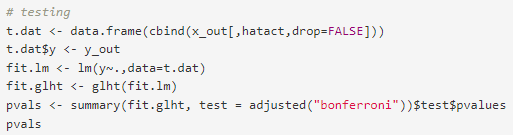 # testing
t.dat <- data.frame(cbind(x_out[,hatact,drop=FALSE]))
t.dat$y <- y_out
fit.lm <- lm(y~.,data=t.dat)
fit.glht <- glht(fit.lm)
pvals <- summary(fit.glht, test = adjusted("bonferroni"))$test$pvalues
pvals